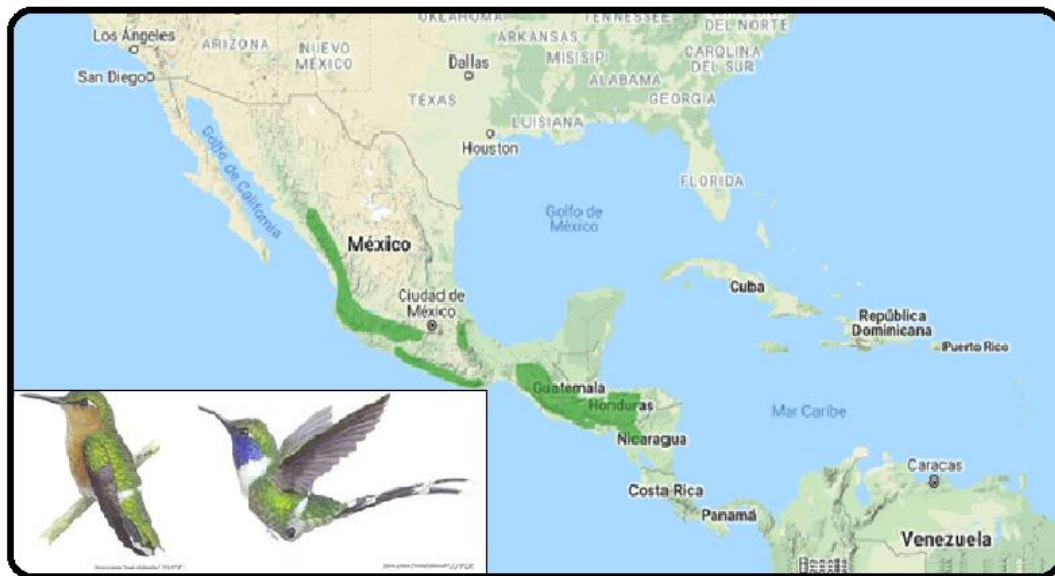 OKLAHOMA
TENNESSEE
DEL NORTE
Los Ángeles
ARIZONA
NUEVO
MÉXICO
ARKANSAS
CAROLINA
DEL SUR
San Diego
Dallas
MISISIPI
ALABAMA
TEXAS
GEORGIA
LUISIANA
Houston
Golfo de California
FLORIDA
Golfo de
México
México
Ciudad de
México
Cuba
República
Dominicana
Puerto Rico
Guatemala
Honduras
Mar Caribe
Nicaragua
Caracas
Costa Rica
Panamá
Venezuela